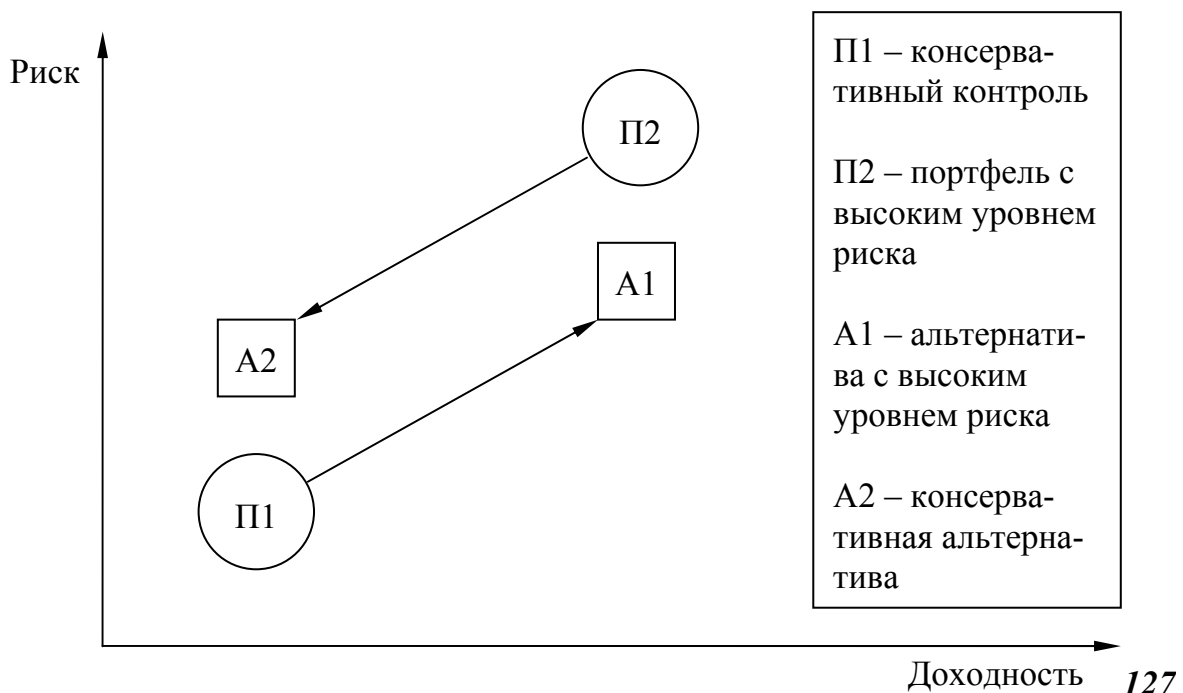 Риск
П2
А1
А2
П1
П1 – консерва-
тивный контроль
П2 – портфель с
высоким уровнем
риска
А1 – альтернати-
ва с высоким
уровнем риска
А2 – консерва-
тивная альтерна-
тива
Доходность
127